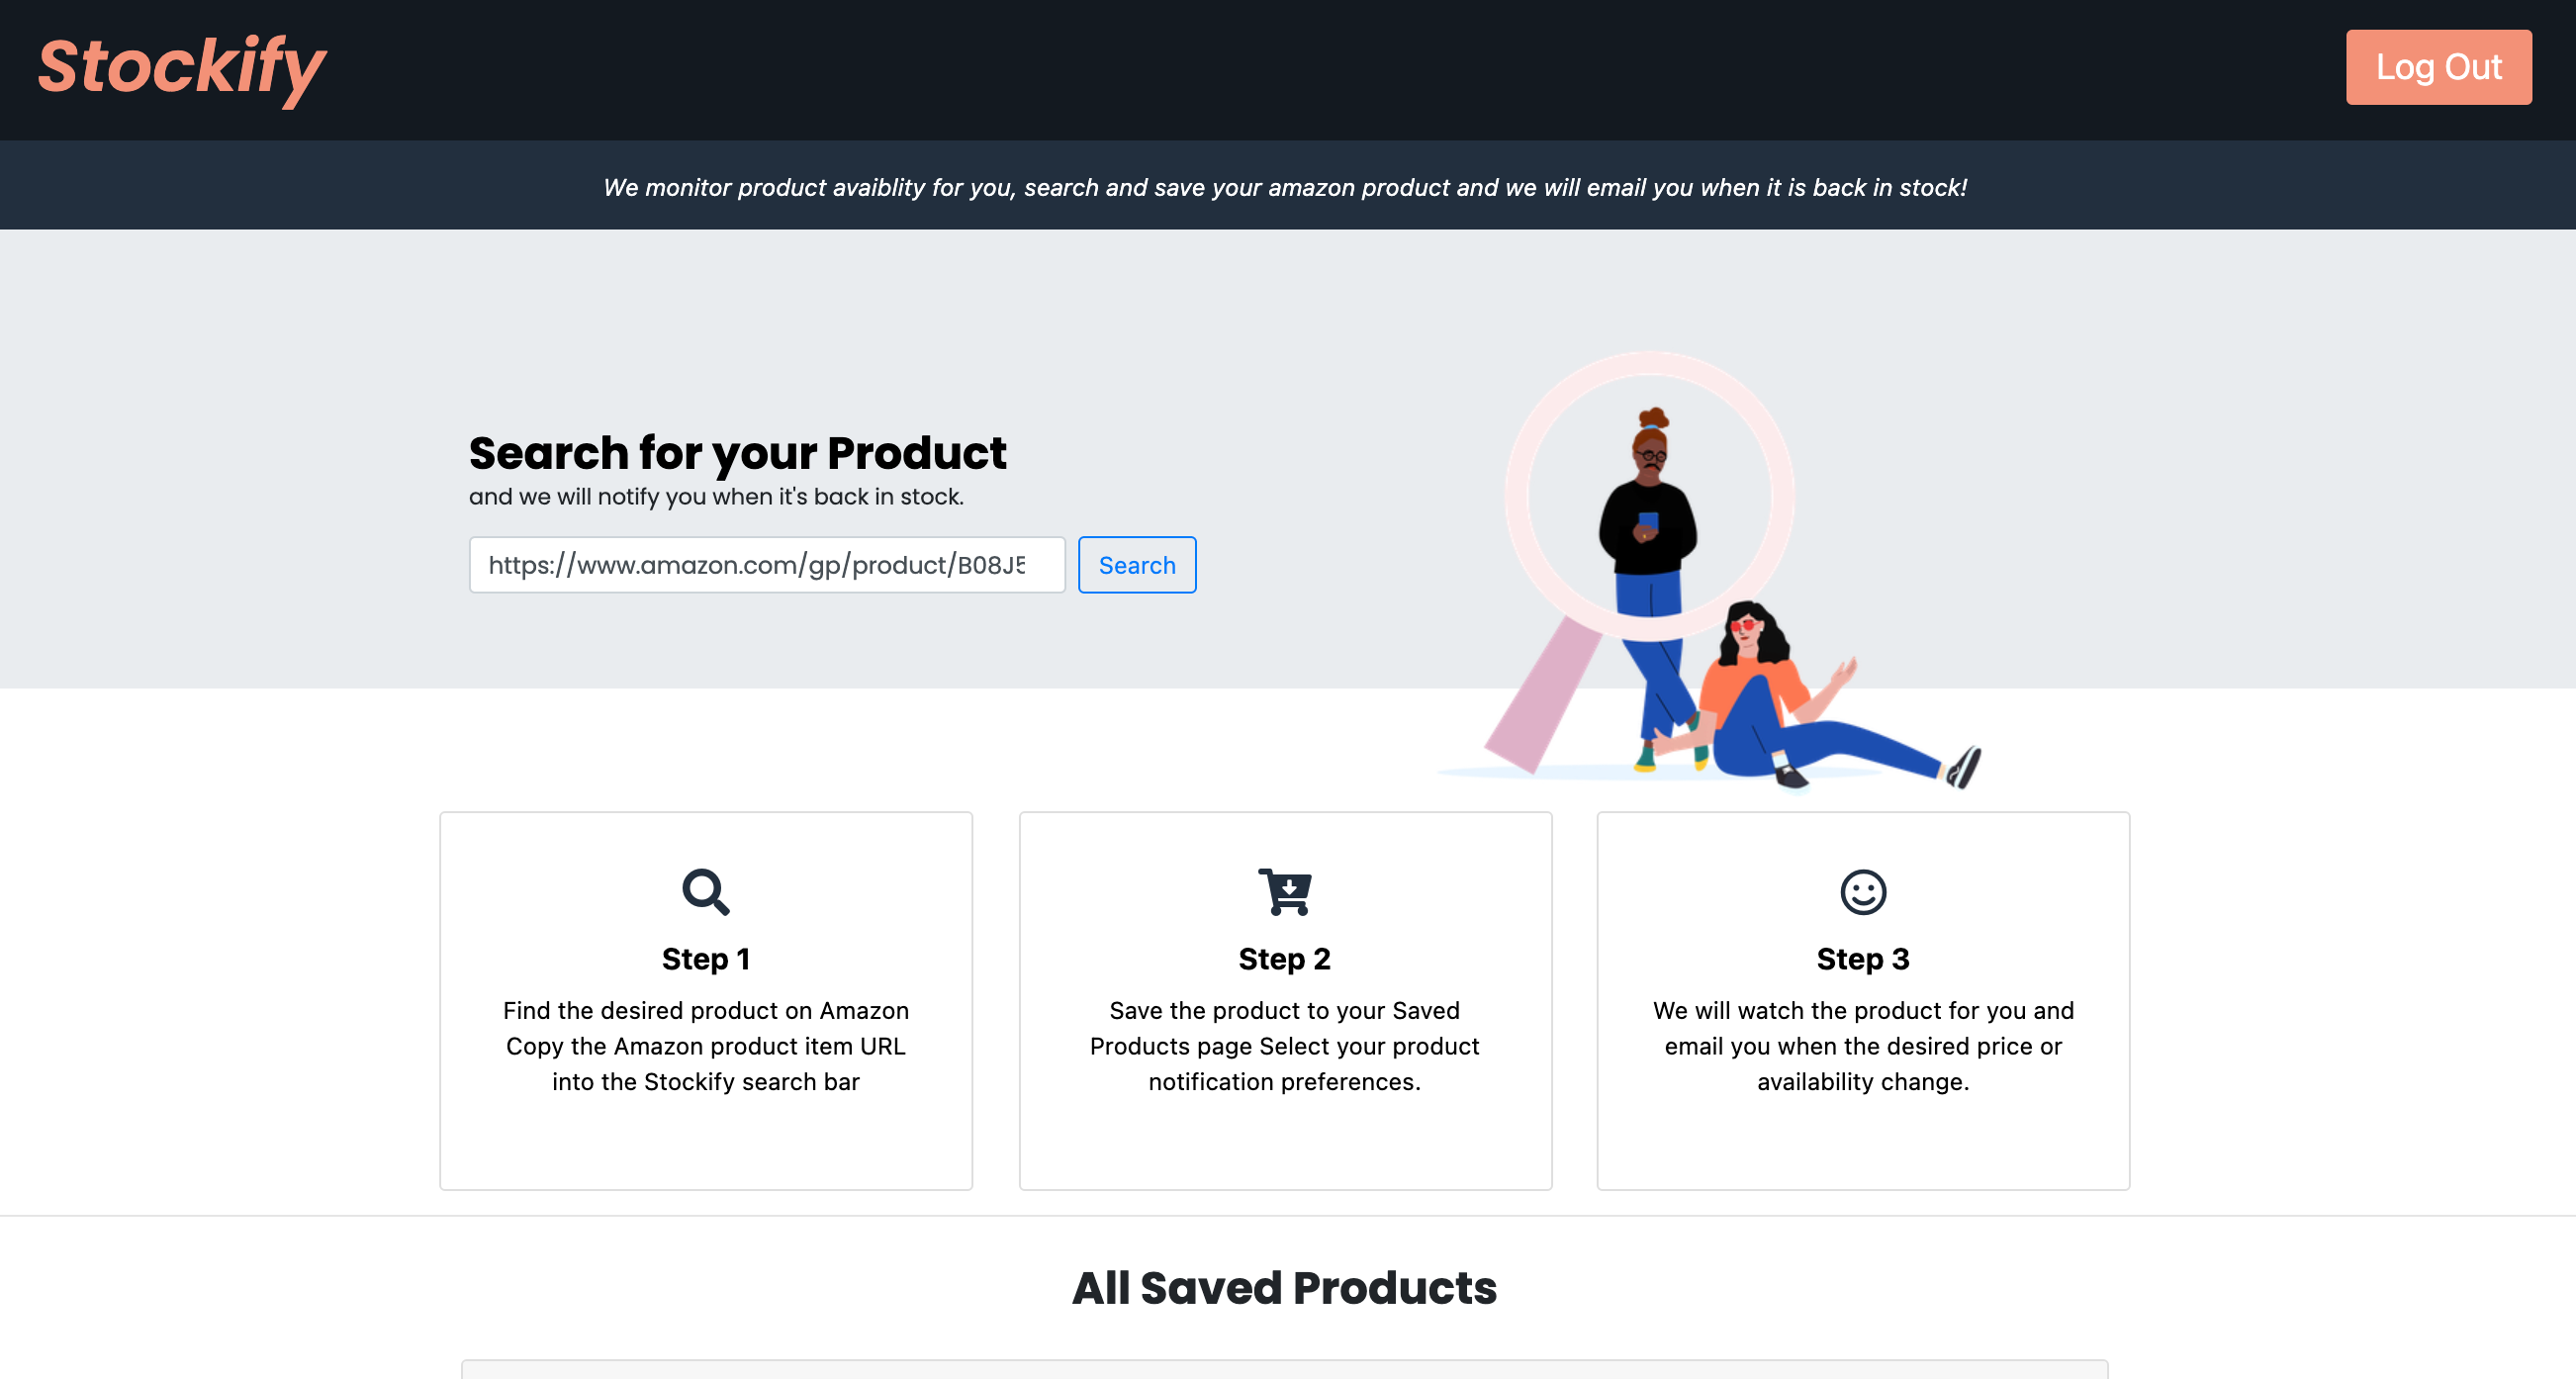 Stockify
Log Out
We monitor product avaiblity for you, search and save your amazon product and we will email you when it is back in stock!
Search for your Product
and we will notify you when it's back in stock.
https://www.amazon.com/gp/product/B08J5
Search
Step 1
Find the desired product on Amazon
Copy the Amazon product item URL
into the Stockify search bar
Step 2
Save the product to your Saved
Products page Select your product
notification preferences.
Step 3
We will watch the product for you and
email you when the desired price or
availability change.
All Saved Products